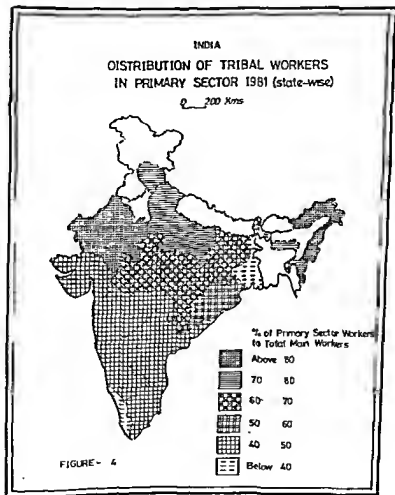 INDIA
DISTRIBUTION OF TRIBAL WORKERS
IN PRIMARY SECTOR 1981 (state-wise)
0 200 Kms
% of Primary Sector Workers
to Total Main Workers
Above 80
70 80
60 70
50 60
40 50
Below 40
FIGURE - 4